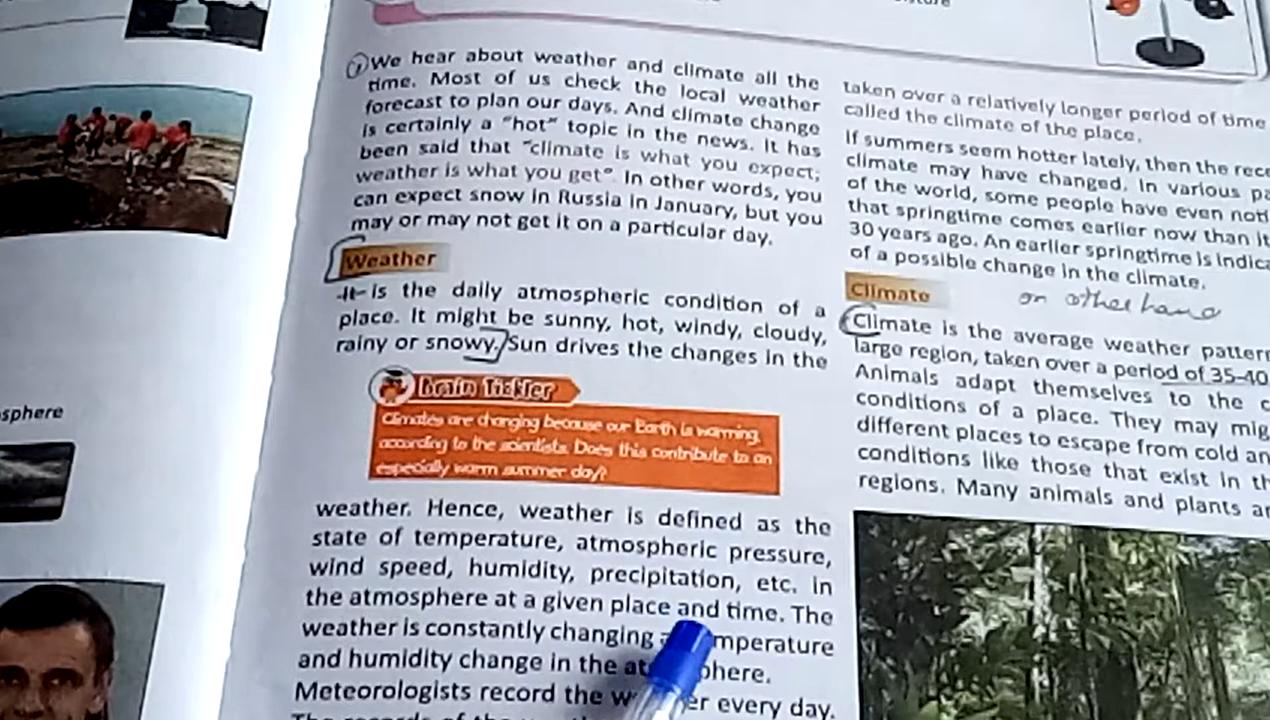 sphere
We hear about weather and climate all the
time. Most of us check the local weather
forecast to plan our days. And climate change
is certainly a "hot" topic in the news. It has
been said that "climate is what you expect;
weather is what you get". In other words, you
can expect snow in Russia in January, but you
may or may not get it on a particular day.
Weather
It is the daily atmospheric condition of a
place. It might be sunny, hot, windy, cloudy,
rainy or snowy. Sun drives the changes in the
Brain Tickler
Climates are changing because our Earth is warming,
according to the scientists. Does this contribute to an
especially warm summer day?
weather. Hence, weather is defined as the
state of temperature, atmospheric pressure,
wind speed, humidity, precipitation, etc. in
the atmosphere at a given place and time. The
weather is constantly changing
and humidity change in the
Meteorologists record the every day.
taken over a relatively longer period of time
called the climate of the place.
If summers seem hotter lately, then the
climate may have changed. In various
of the world, some people have even
that springtime comes earlier now than it
30 years ago. An earlier springtime is
of a possible change in the climate.
Climate
on other hand
Climate is the average weather
large region, taken over a period of 35-40
Animals adapt themselves to the
conditions of a place. They may
different places to escape from cold
conditions like those that exist in
regions. Many animals and plants